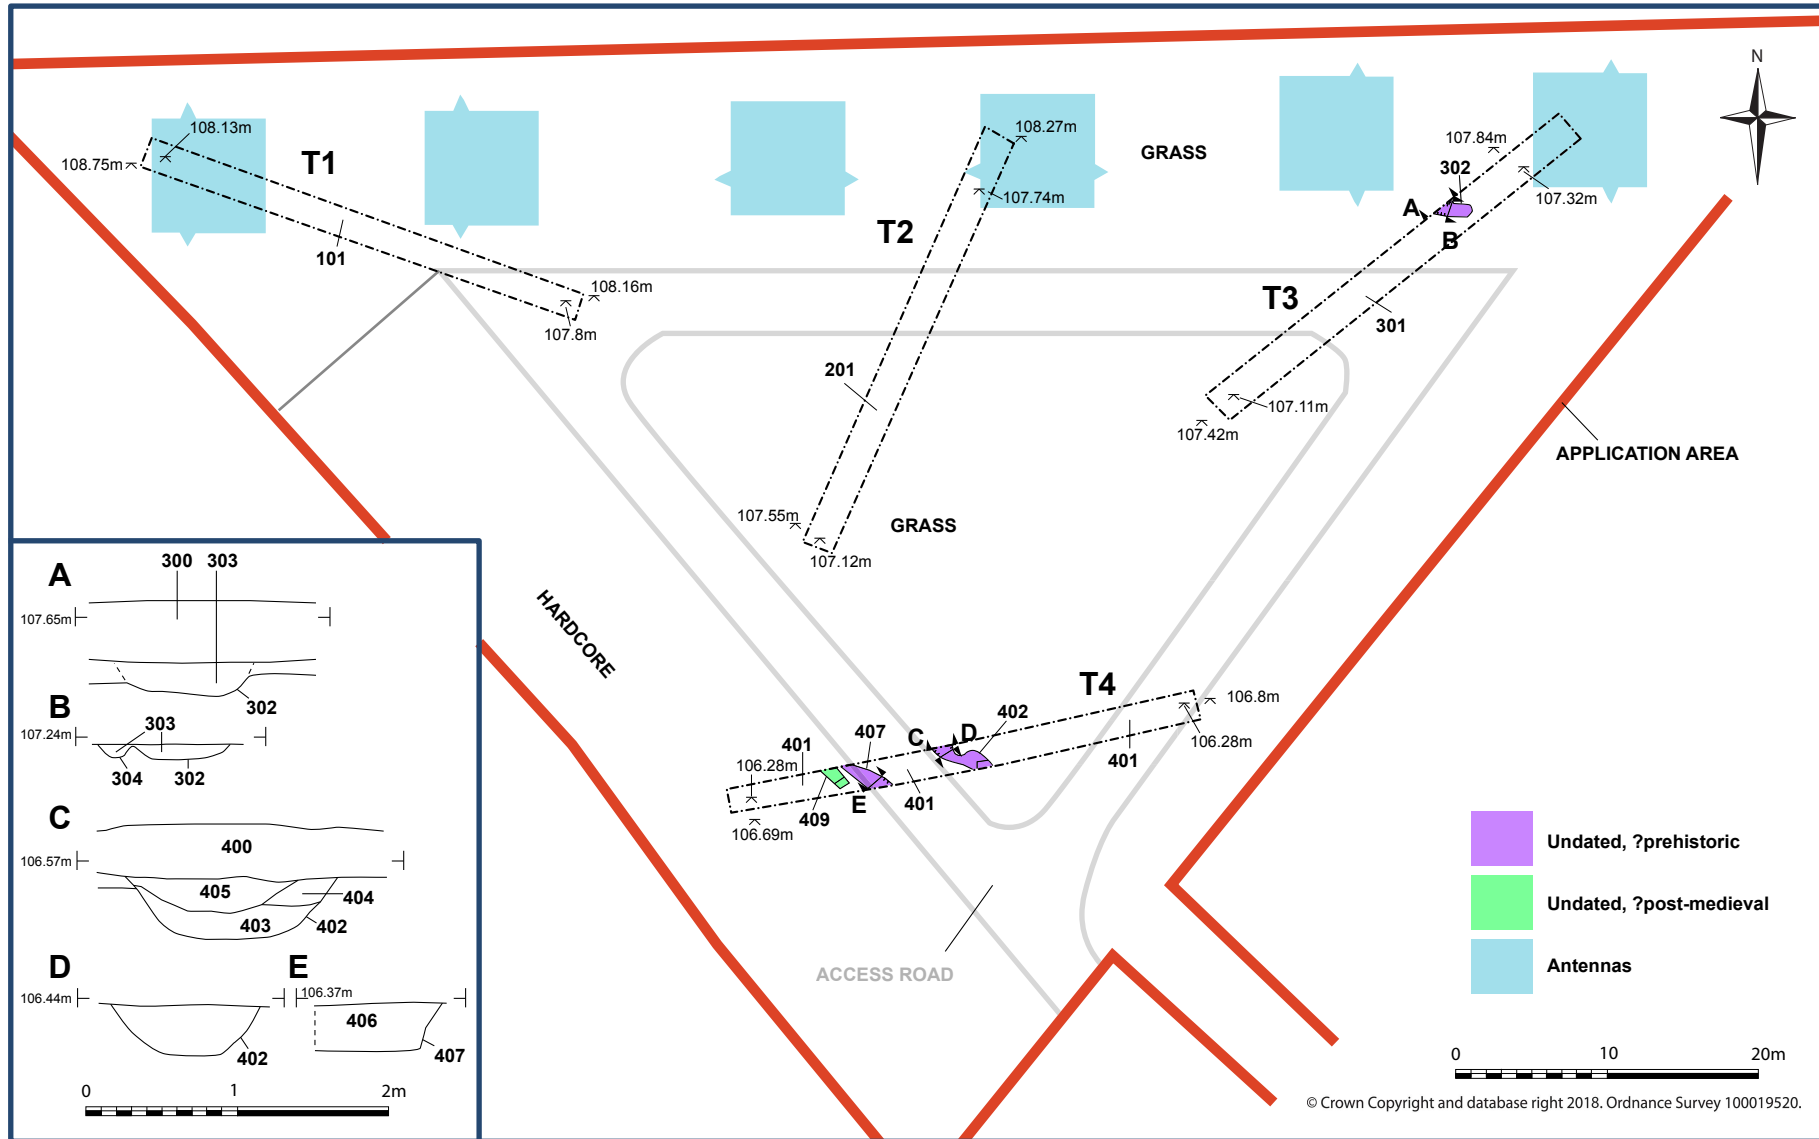 N
108.13m
108.75m
T1
101
108.16m
107.8m
108.27m
107.74m
T2
GRASS
201
107.55m
107.12m
GRASS
107.84m
302
107.32m
A
B
T3
301
107.11m
107.42m
APPLICATION AREA
HARDCORE
T4
106.8m
106.28m
402
C
D
407
401
106.28m
401
401
E
409
106.69m
ACCESS ROAD
A
300
303
107.65m
302
B
303
107.24m
304
302
C
400
106.57m
405
404
403
402
D
106.44m
402
E
106.37m
406
407
0 1 2m
Undated, ?prehistoric
Undated, ?post-medieval
Antennas
0 10 20m
© Crown Copyright and database right 2018. Ordnance Survey 100019520.